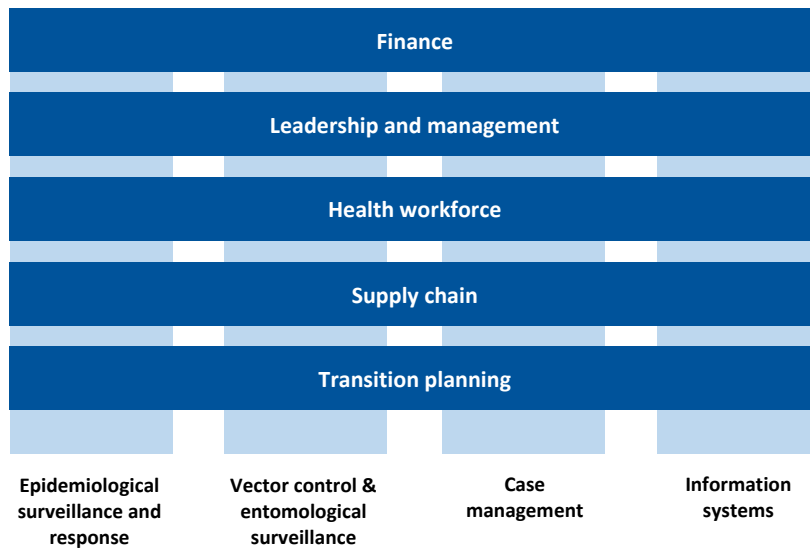 Finance
Leadership and management
Health workforce
Supply chain
Transition planning
Epidemiological
surveillance and
response
Vector control &
entomological
surveillance
Case
management
Information
systems